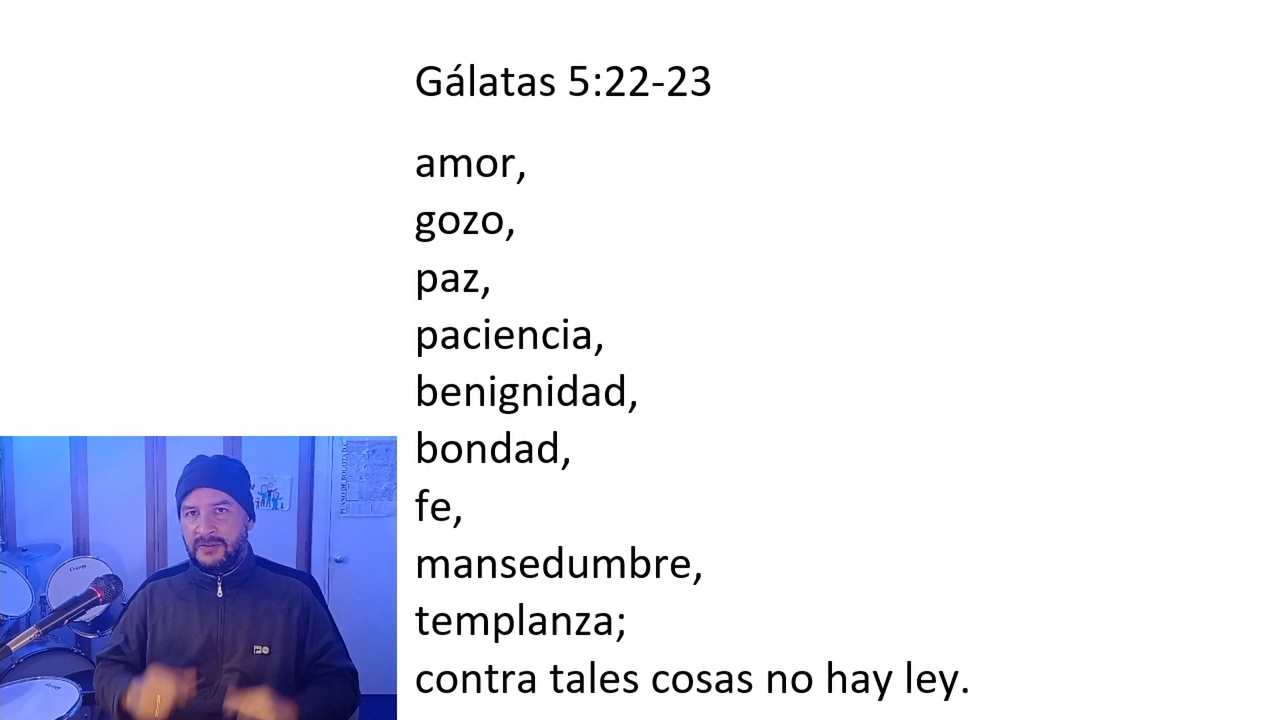 Gálatas 5:22-23
amor,
gozo,
paz,
paciencia,
benignidad,
bondad,
fe,
mansedumbre,
templanza;
contra tales cosas no hay ley.